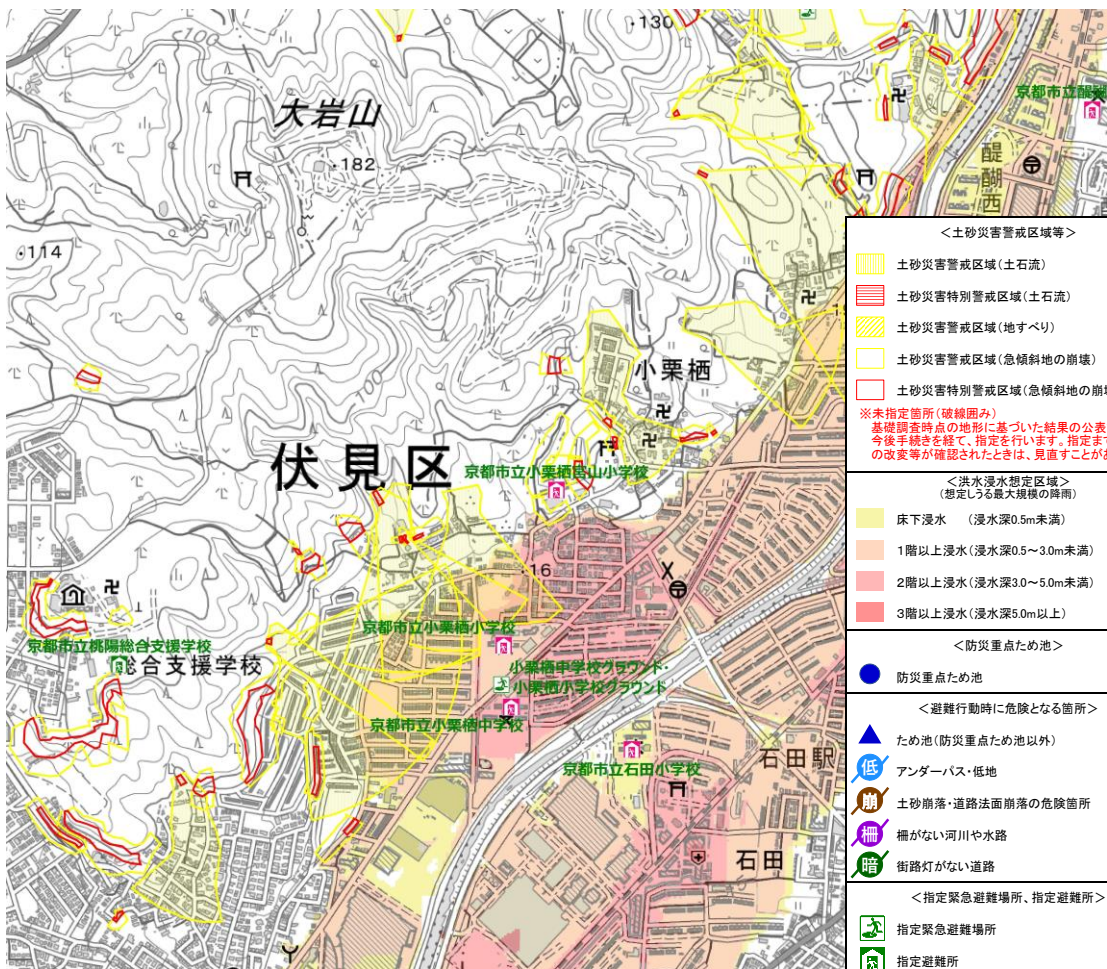 ・130
100
大岩山
・182
・114
京都市立醍醐
醍醐西
小栗栖
伏見区
京都市立小栗栖宮山小学校
・16
京都市立小栗栖小学校
京都市立桃陽総合支援学校
総合支援学校
小栗栖中学校グラウンド・
小栗栖小学校グラウンド
京都市立小栗栖中学校
京都市立石田小学校
石田駅
石田
＜土砂災害警戒区域等＞
土砂災害警戒区域（土石流）
土砂災害特別警戒区域（土石流）
土砂災害警戒区域（地すべり）
土砂災害警戒区域（急傾斜地の崩壊）
土砂災害特別警戒区域（急傾斜地の崩壊
※未指定箇所（破線囲み）
基礎調査時点の地形に基づいた結果の公表
今後手続きを経て、指定を行います。指定まで
の改変等が確認されたときは、見直すことがあ
＜洪水浸水想定区域＞
（想定しうる最大規模の降雨）
床下浸水　（浸水深0.5m未満）
1階以上浸水（浸水深0.5～3.0m未満）
2階以上浸水（浸水深3.0～5.0m未満）
3階以上浸水（浸水深5.0m以上）
＜防災重点ため池＞
防災重点ため池
＜避難行動時に危険となる箇所＞
ため池（防災重点ため池以外）
低 アンダーパス・低地
崩 土砂崩落・道路法面崩落の危険箇所
柵 柵がない河川や水路
暗 街路灯がない道路
＜指定緊急避難場所、指定避難所＞
指定緊急避難場所
指定避難所